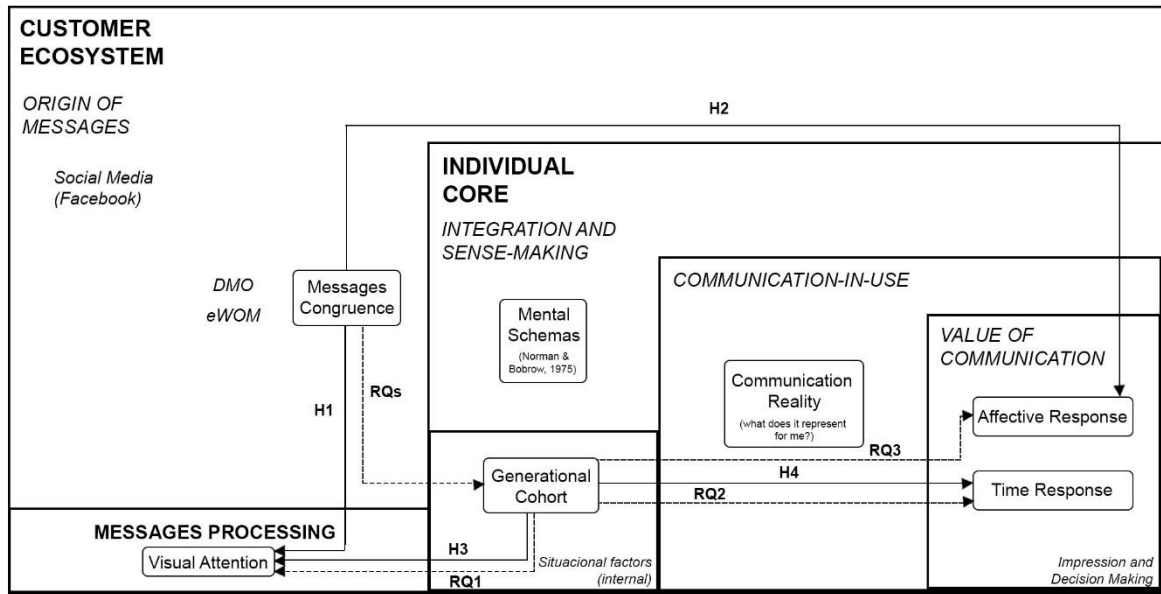 CUSTOMER
ECOSYSTEM
ORIGIN OF
MESSAGES
Social Media
(Facebook)
DMO
eWOM
Messages
Congruence
H2
H1
RQs
INDIVIDUAL
CORE
INTEGRATION AND
SENSE-MAKING
Mental
Schemas
(Norman &
Bobrow, 1975)
COMMUNICATION-IN-USE
Communication
Reality
(what does it represent
for me?)
VALUE OF
COMMUNICATION
Affective Response
RQ3
H4
RQ2
Time Response
Generational
Cohort
MESSAGES PROCESSING
Visual Attention
H3
RQ1
Situacional factors
(internal)
Impression and
Decision Making